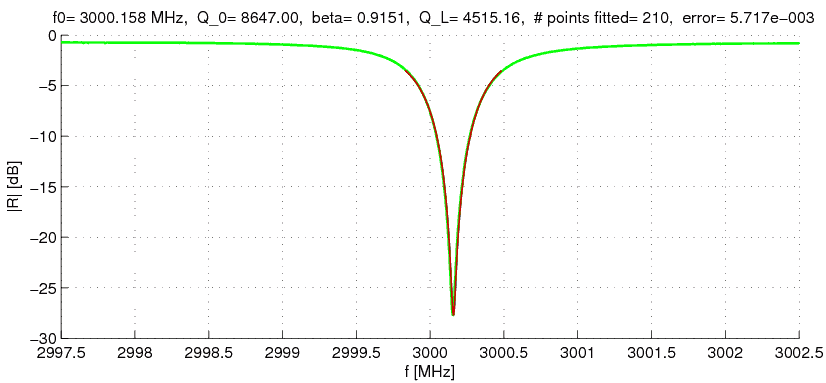 f0= 3000.158 MHz, Q_0= 8647.00, beta= 0.9151, Q_L= 4515.16, # points fitted= 210, error= 5.717e−003
0
−5
−10
−15
−20
−25
−30
|R| [dB]
2997.5 2998 2998.5 2999 2999.5 3000 3000.5 3001 3001.5 3002 3002.5
f [MHz]